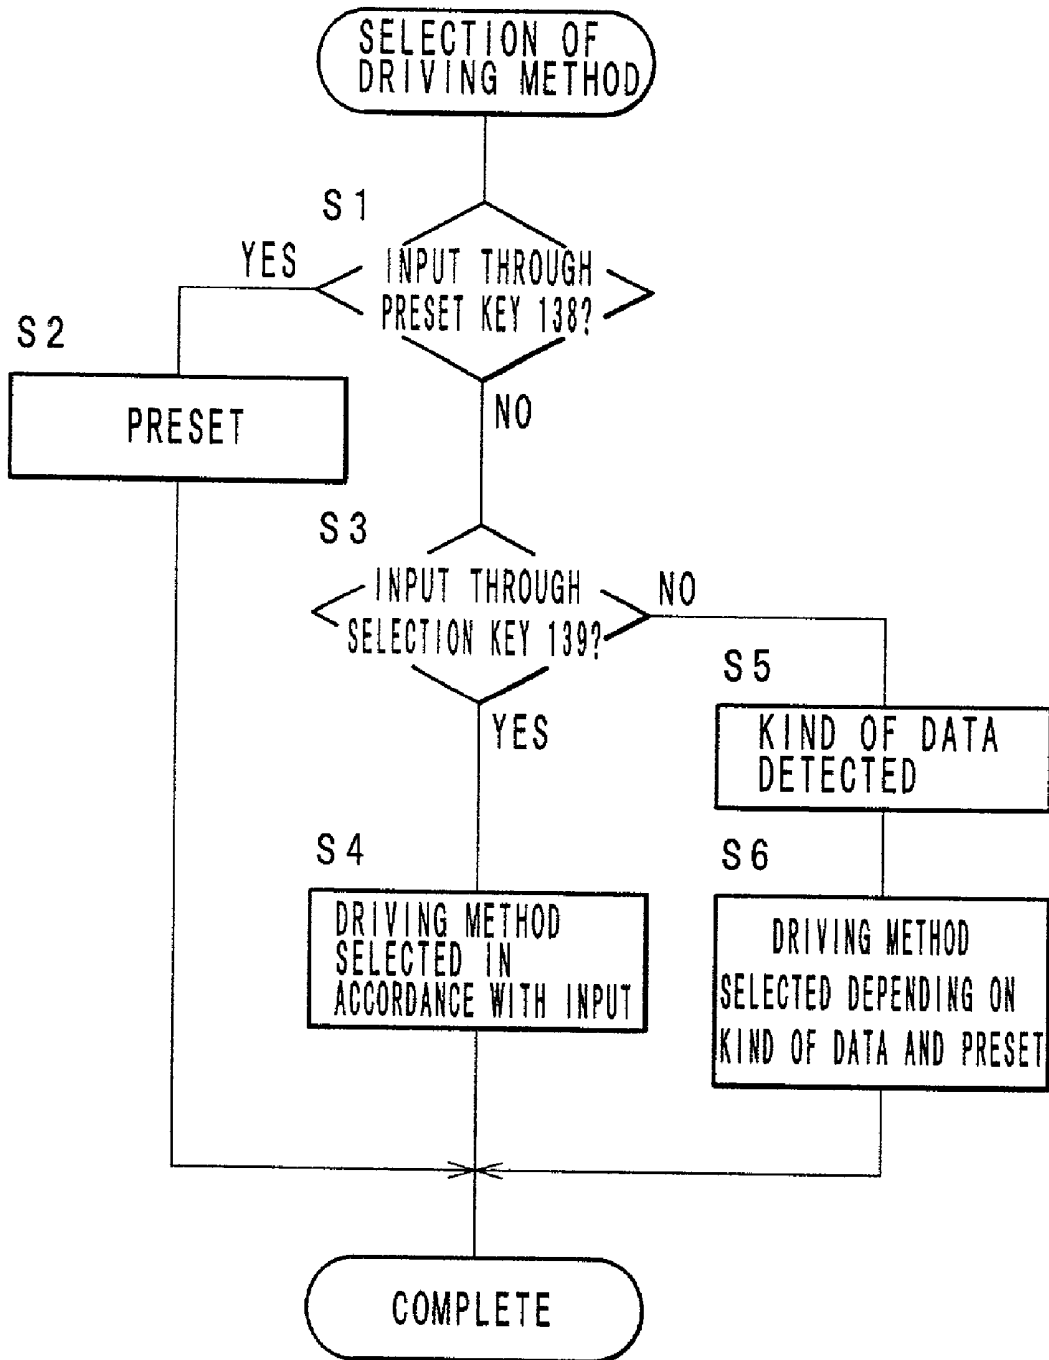 SELECTION OF
DRIVING METHOD
S1
YES
INPUT THROUGH
PRESET KEY 138?
S2
PRESET
NO
S3
INPUT THROUGH
SELECTION KEY 139?
NO
YES
S5
KIND OF DATA
DETECTED
S4
DRIVING METHOD
SELECTED IN
ACCORDANCE WITH INPUT
S6
DRIVING METHOD
SELECTED DEPENDING ON
KIND OF DATA AND PRESET
COMPLETE